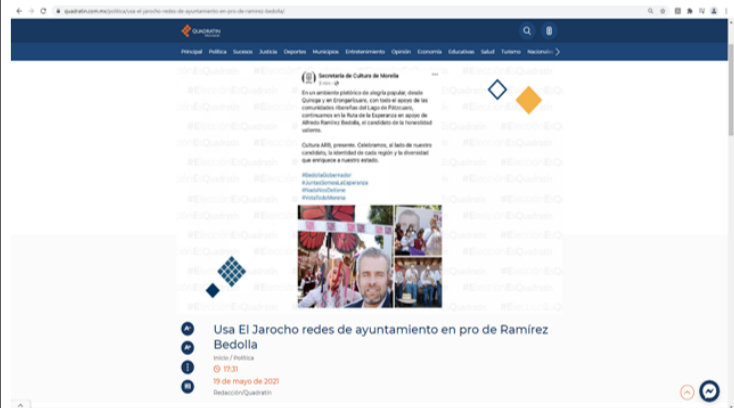 quadratin.com.mx/politica/usa-el-jarocho-redes-de-ayuntamiento-en-pro-de-ramirez-bedolla/
QUADRATIN
Principal Política Sucesos Justicia Deportes Municipios Entretenimiento Opinión Economía Educativas Salud Turismo
Secretaría de Cultura de Morelia
En un ambiente pletórico de alegría popular, desde
Quiroga y en Erongarícuaro, con todo el apoyo de las
comunidades ribereñas del Lago de Pátzcuaro,
continuamos en la Ruta de la Esperanza en apoyo de
Alfredo Ramírez Bedolla, el candidato de la honestidad
valiente.
Cultura ARB, presente. Celebremos, al lado de nuestro
candidato, la identidad de cada región y la diversidad
que enriquece a nuestro estado.
#BedollaGobernador
#JuntosSomosLaEsperanza
#NadaNosDetiene
#VotaTodoMorena
Usa El Jarocho redes de ayuntamiento en pro de Ramírez
Bedolla
Inicio / Política
17:31
19 de mayo de 2021
Redacción/Quadratín